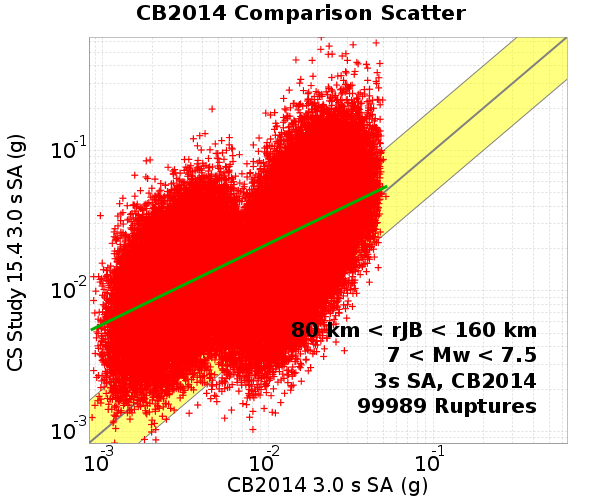 CB2014 Comparison Scatter
CS Study 15.4 3.0 s SA (g)
10-1
10-2
10-3
80 km < rJB < 160 km
7 < Mw < 7.5
3s SA, CB2014
99989 Ruptures
10-3 10-2 10-1
CB2014 3.0 s SA (g)